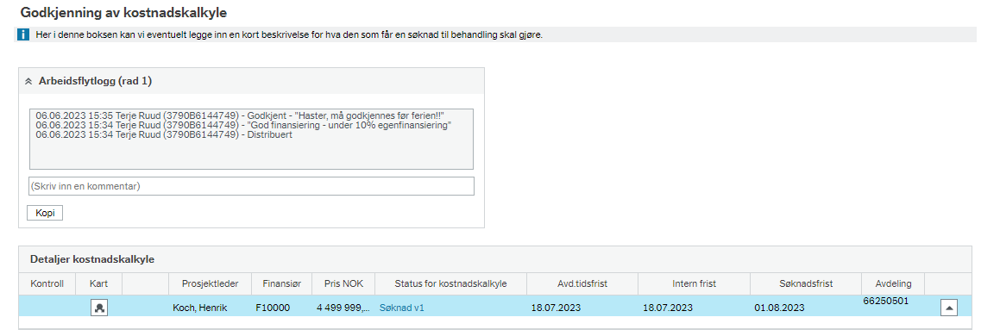 Godkjenning av kostnadskalkyle
i Her i denne boksen kan vi eventuelt legge inn en kort beskrivelse for hva den som får en søknad til behandling skal gjøre.
Arbeidsflytlogg (rad 1)
06.06.2023 15:35 Terje Ruud (3790B6144749) - Godkjent - "Haster, må godkjennes før ferien!!"
06.06.2023 15:34 Terje Ruud (3790B6144749) - "God finansiering - under 10% egenfinansiering"
06.06.2023 15:34 Terje Ruud (3790B6144749) - Distribuert
(Skriv inn en kommentar)
Kopi
Detaljer kostnadskalkyle
Kontroll Kart Prosjektleder Finansiør Pris NOK Status for kostnadskalkyle Avd.tidsfrist Intern frist Søknadsfrist Avdeling
Koch, Henrik F10000 4 499 999,... Søknad v1 18.07.2023 18.07.2023 01.08.2023 66250501